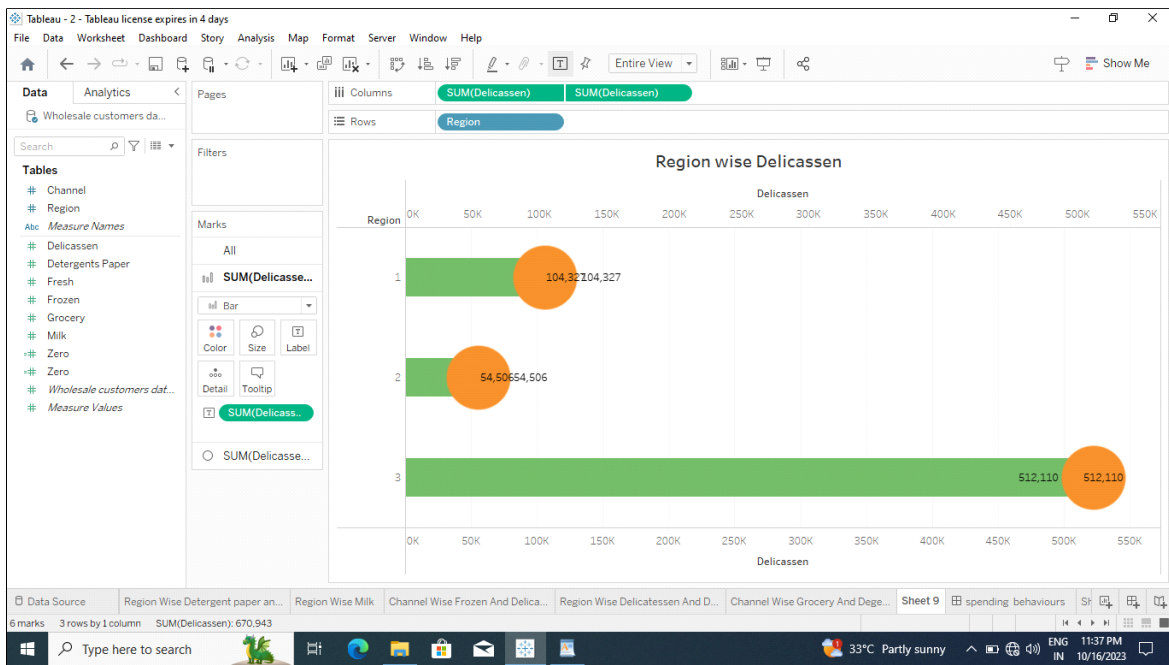 Tableau - 2 - Tableau license expires in 4 days
File Data Worksheet Dashboard Story Analysis Map Format Server Window Help
Entire View
Show Me
Data Analytics
Wholesale customers da...
Search
Tables
Channel
Region
Abc Measure Names
Delicassen
Detergents Paper
Fresh
Frozen
Grocery
Milk
Zero
Zero
Wholesale customers dat...
Measure Values
Pages
Filters
Marks
All
SUM(Delicasse...
Bar
Color Size Label
Detail Tooltip
SUM(Delicass..
SUM(Delicasse...
Columns SUM(Delicassen) SUM(Delicassen)
Rows Region
Region wise Delicassen
Delicassen
Region 0K 50K 100K 150K 200K 250K 300K 350K 400K 450K 500K 550K
1 104,327 104,327
2 54,506 54,506
3 512,110 512,110
0K 50K 100K 150K 200K 250K 300K 350K 400K 450K 500K 550K
Delicassen
Data Source Region Wise Detergent paper an... Region Wise Milk Channel Wise Frozen And Delica... Region Wise Delicatessen And D... Channel Wise Grocery And Dege... Sheet 9 spending behaviours Sh
6 marks 3 rows by 1 column SUM(Delicassen): 670,943
Type here to search
33°C Partly sunny
ENG 11:37 PM
IN 10/16/2023